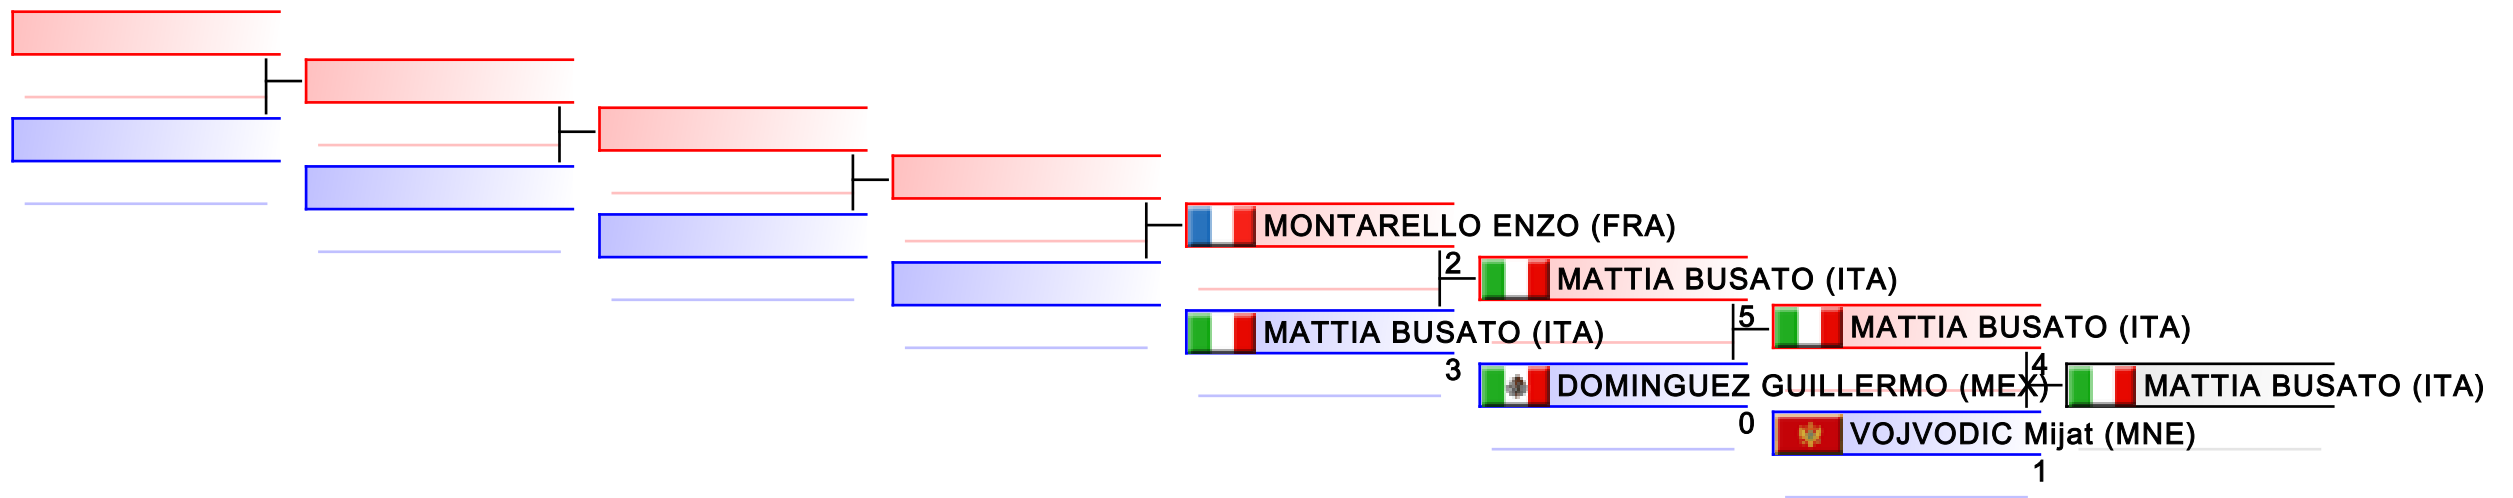 MONTARELLO ENZO (FRA)
2
MATTIA BUSATO (ITA)
5
MATTIA BUSATO (ITA)
MATTIA BUSATO (ITA)
3
4
DOMINGUEZ GUILLERMO (MEX)
MATTIA BUSATO (ITA)
0
VOUVODIC Mijat (MNE)
1